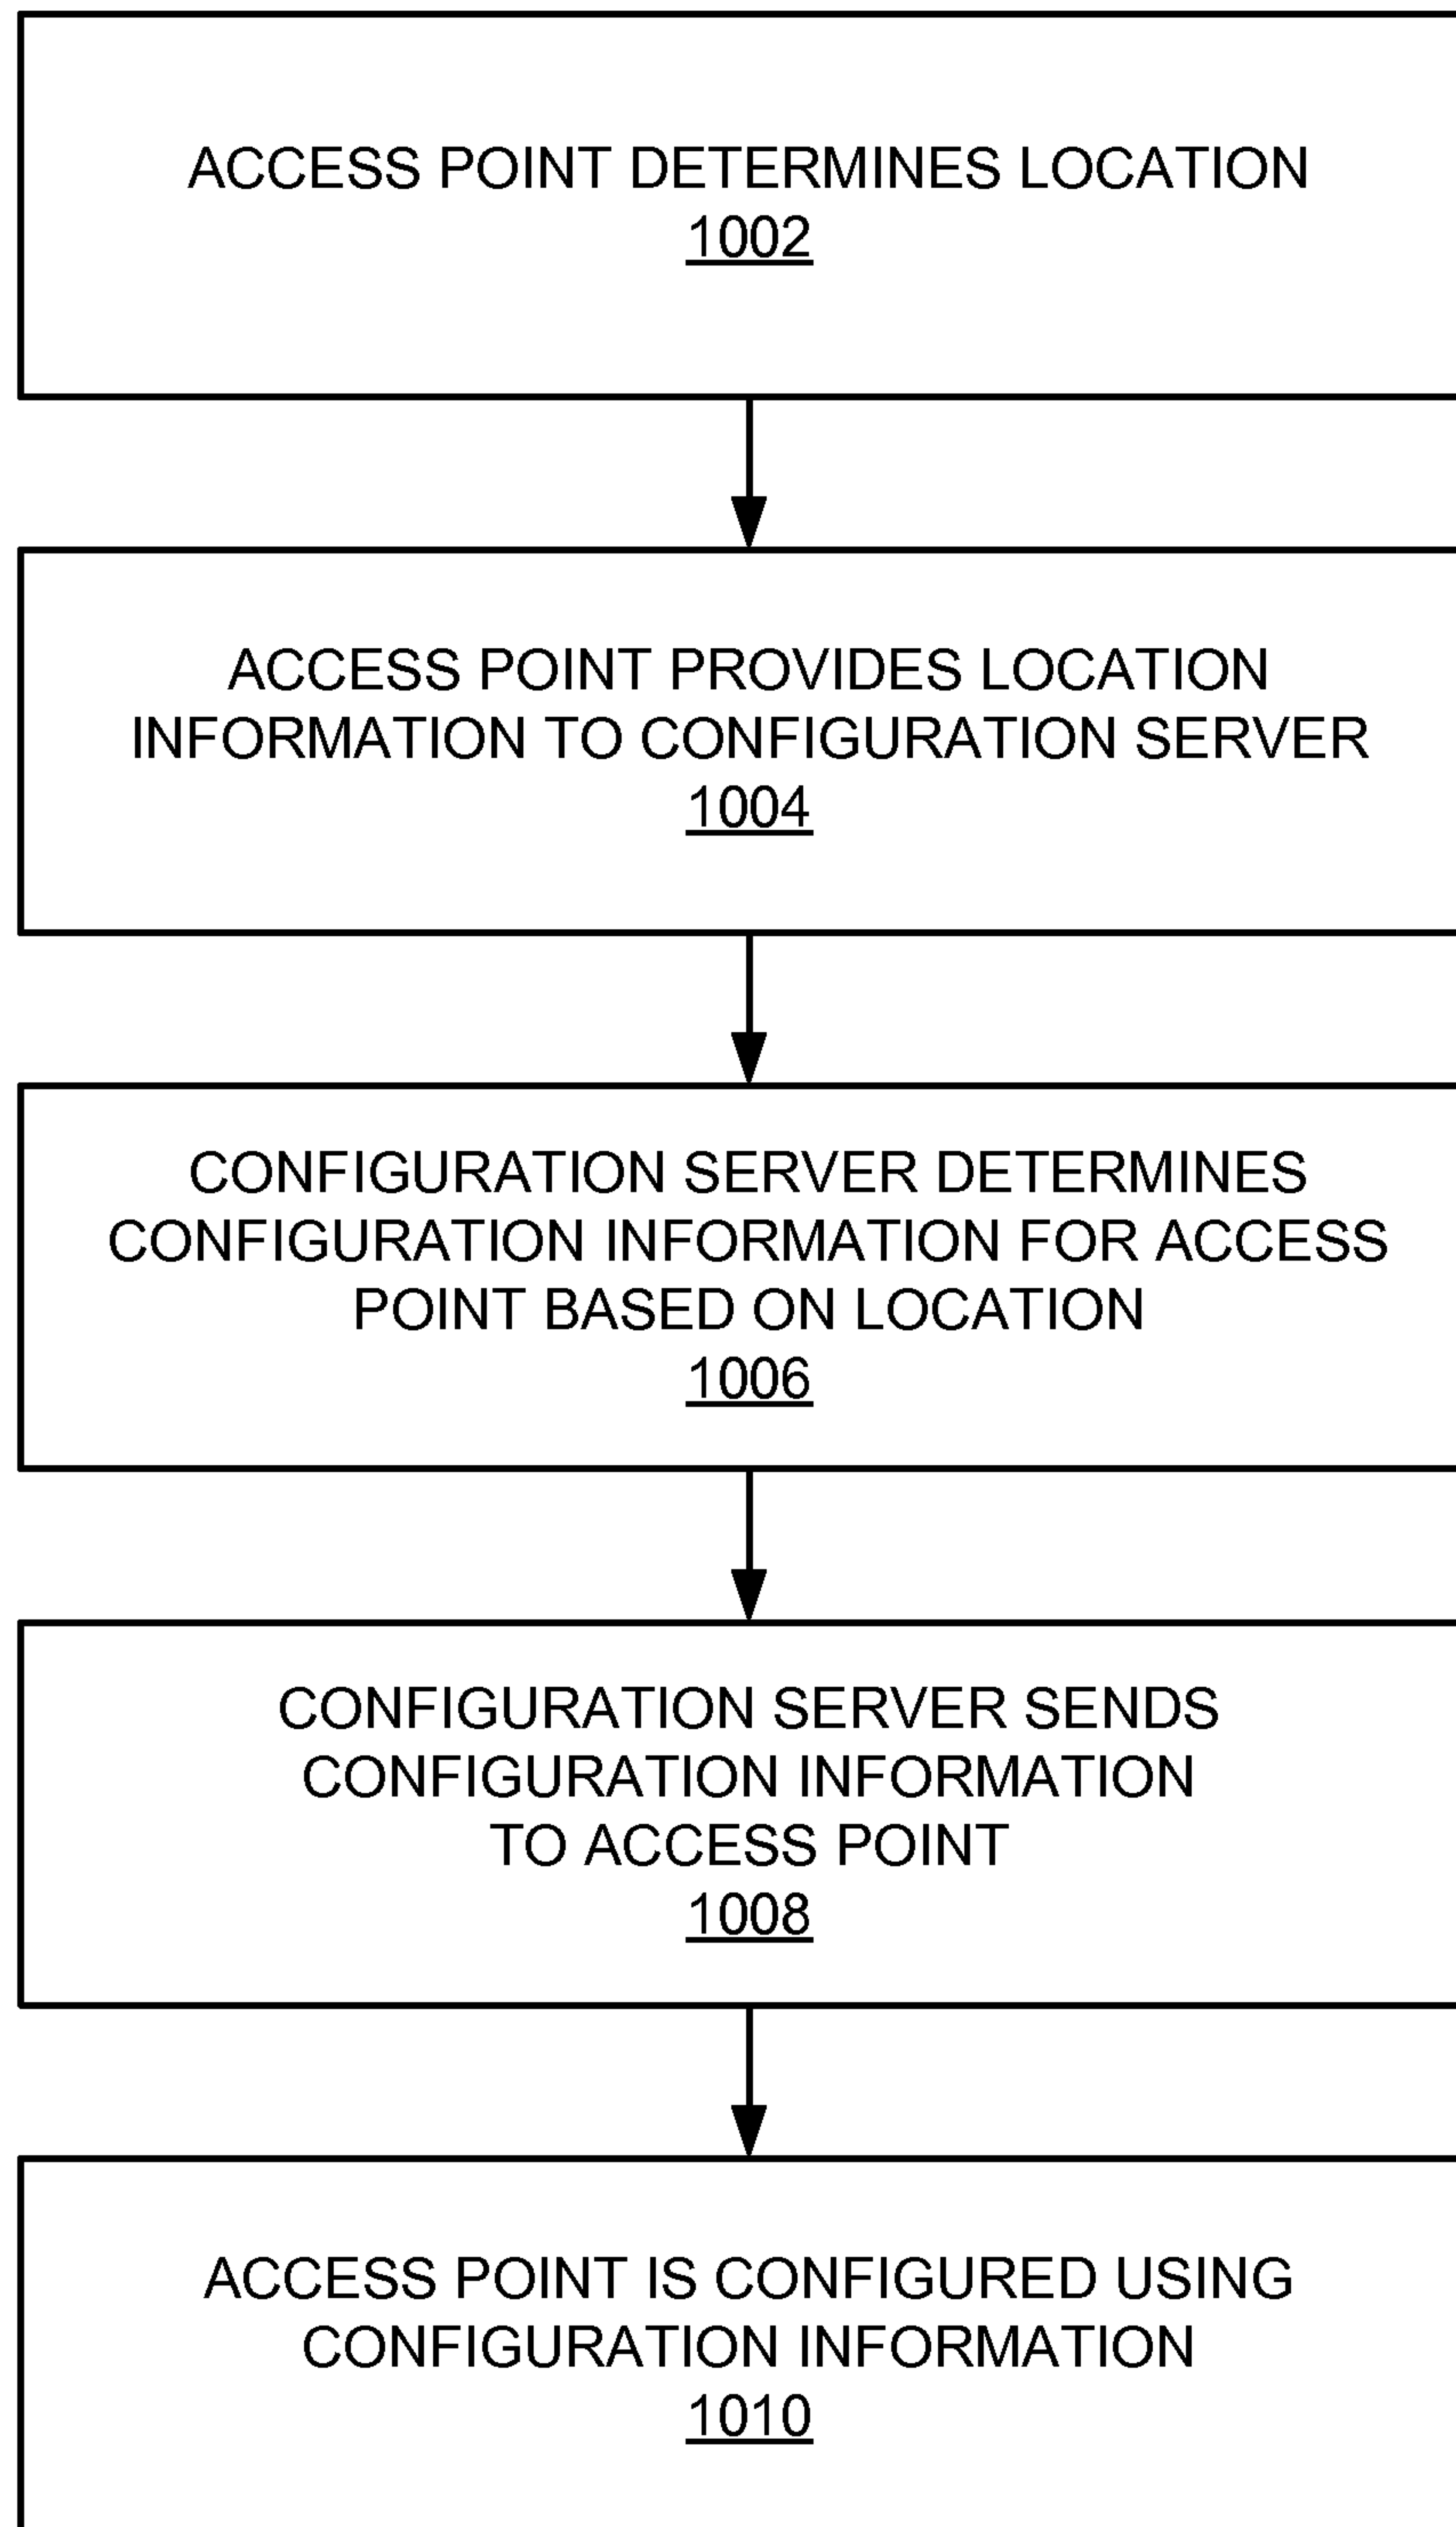 ACCESS POINT DETERMINES LOCATION
1002
ACCESS POINT PROVIDES LOCATION
INFORMATION TO CONFIGURATION SERVER
1004
CONFIGURATION SERVER DETERMINES
CONFIGURATION INFORMATION FOR ACCESS
POINT BASED ON LOCATION
1006
CONFIGURATION SERVER SENDS
CONFIGURATION INFORMATION
TO ACCESS POINT
1008
ACCESS POINT IS CONFIGURED USING
CONFIGURATION INFORMATION
1010